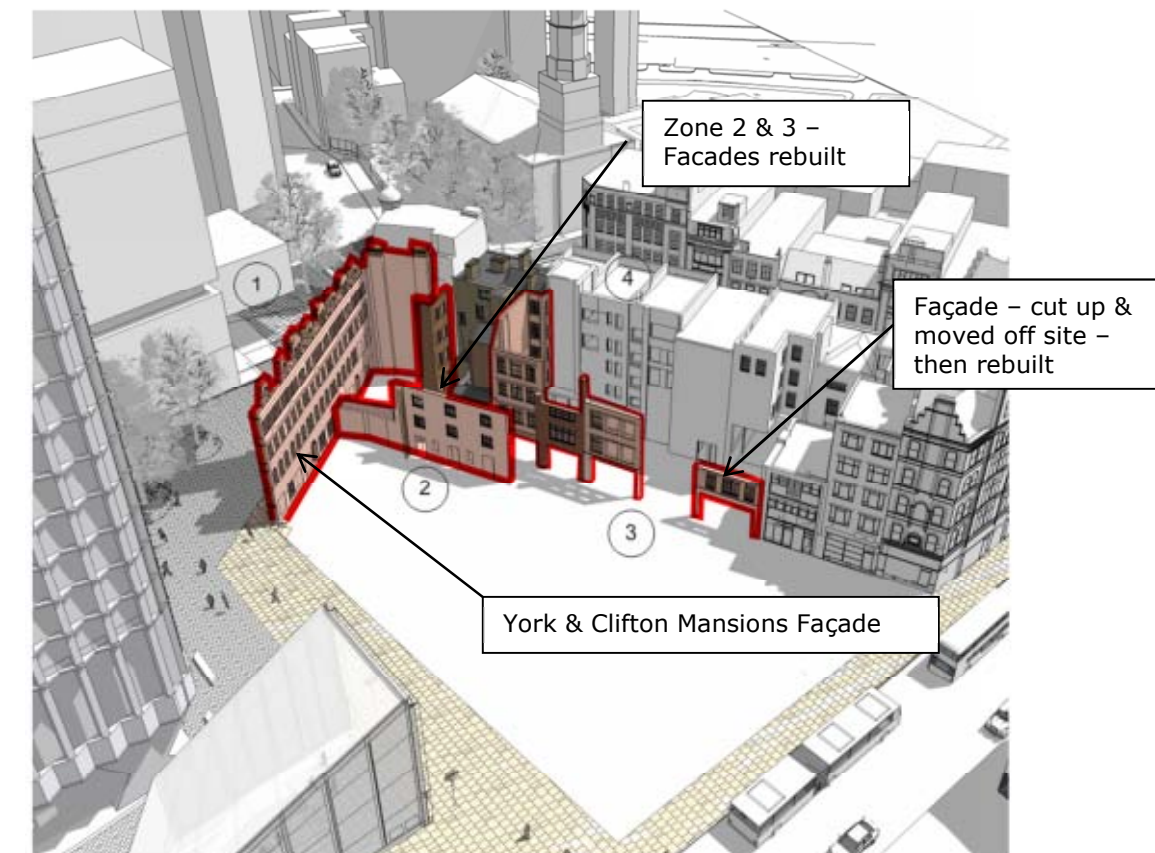 Zone 2 & 3 –
Facades rebuilt
1
4
Façade – cut up &
moved off site –
then rebuilt
2
3
York & Clifton Mansions Façade